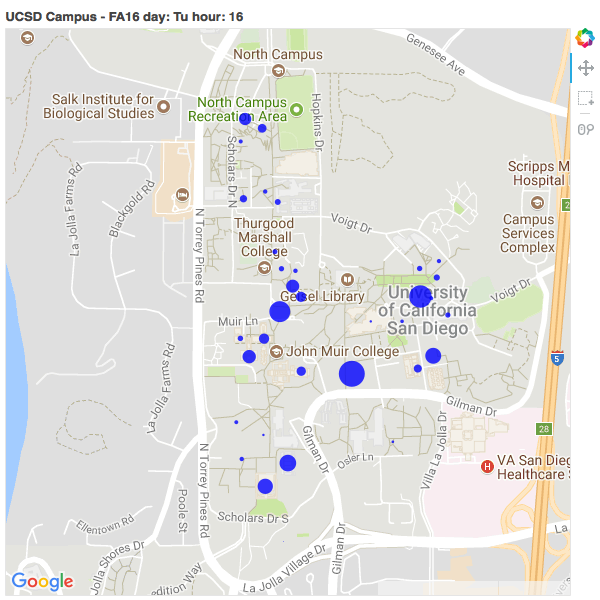 UCSD Campus - FA16 day: Tu hour: 16
Genesee Ave
North Campus
Salk Institute for
Biological Studies
North Campus
Recreation Area
Hopkins Dr
Scholars Dr N
La Jolla Farms Rd
Blackgold Rd
Scripps M
Hospital
2
Campus
Services
Complex
N Torrey Pines Rd
Voigt Dr
Thurgood
Marshall
College
Geisel Library
University
of California
San Diego
Voigt Dr
Muir Ln
John Muir College
5
La Jolla Farms Rd
Gilman Dr
28
N Torrey Pines Rd
Gilman Dr
Villa La Jolla Dr
Osler Ln
H
VA San Dieg
Healthcare S
Poole St
Ellentown Rd
Scholars Dr S
La Jolla Shores Dr
Gilman Dr
La
La Jolla Village Dr
edition Way
Google